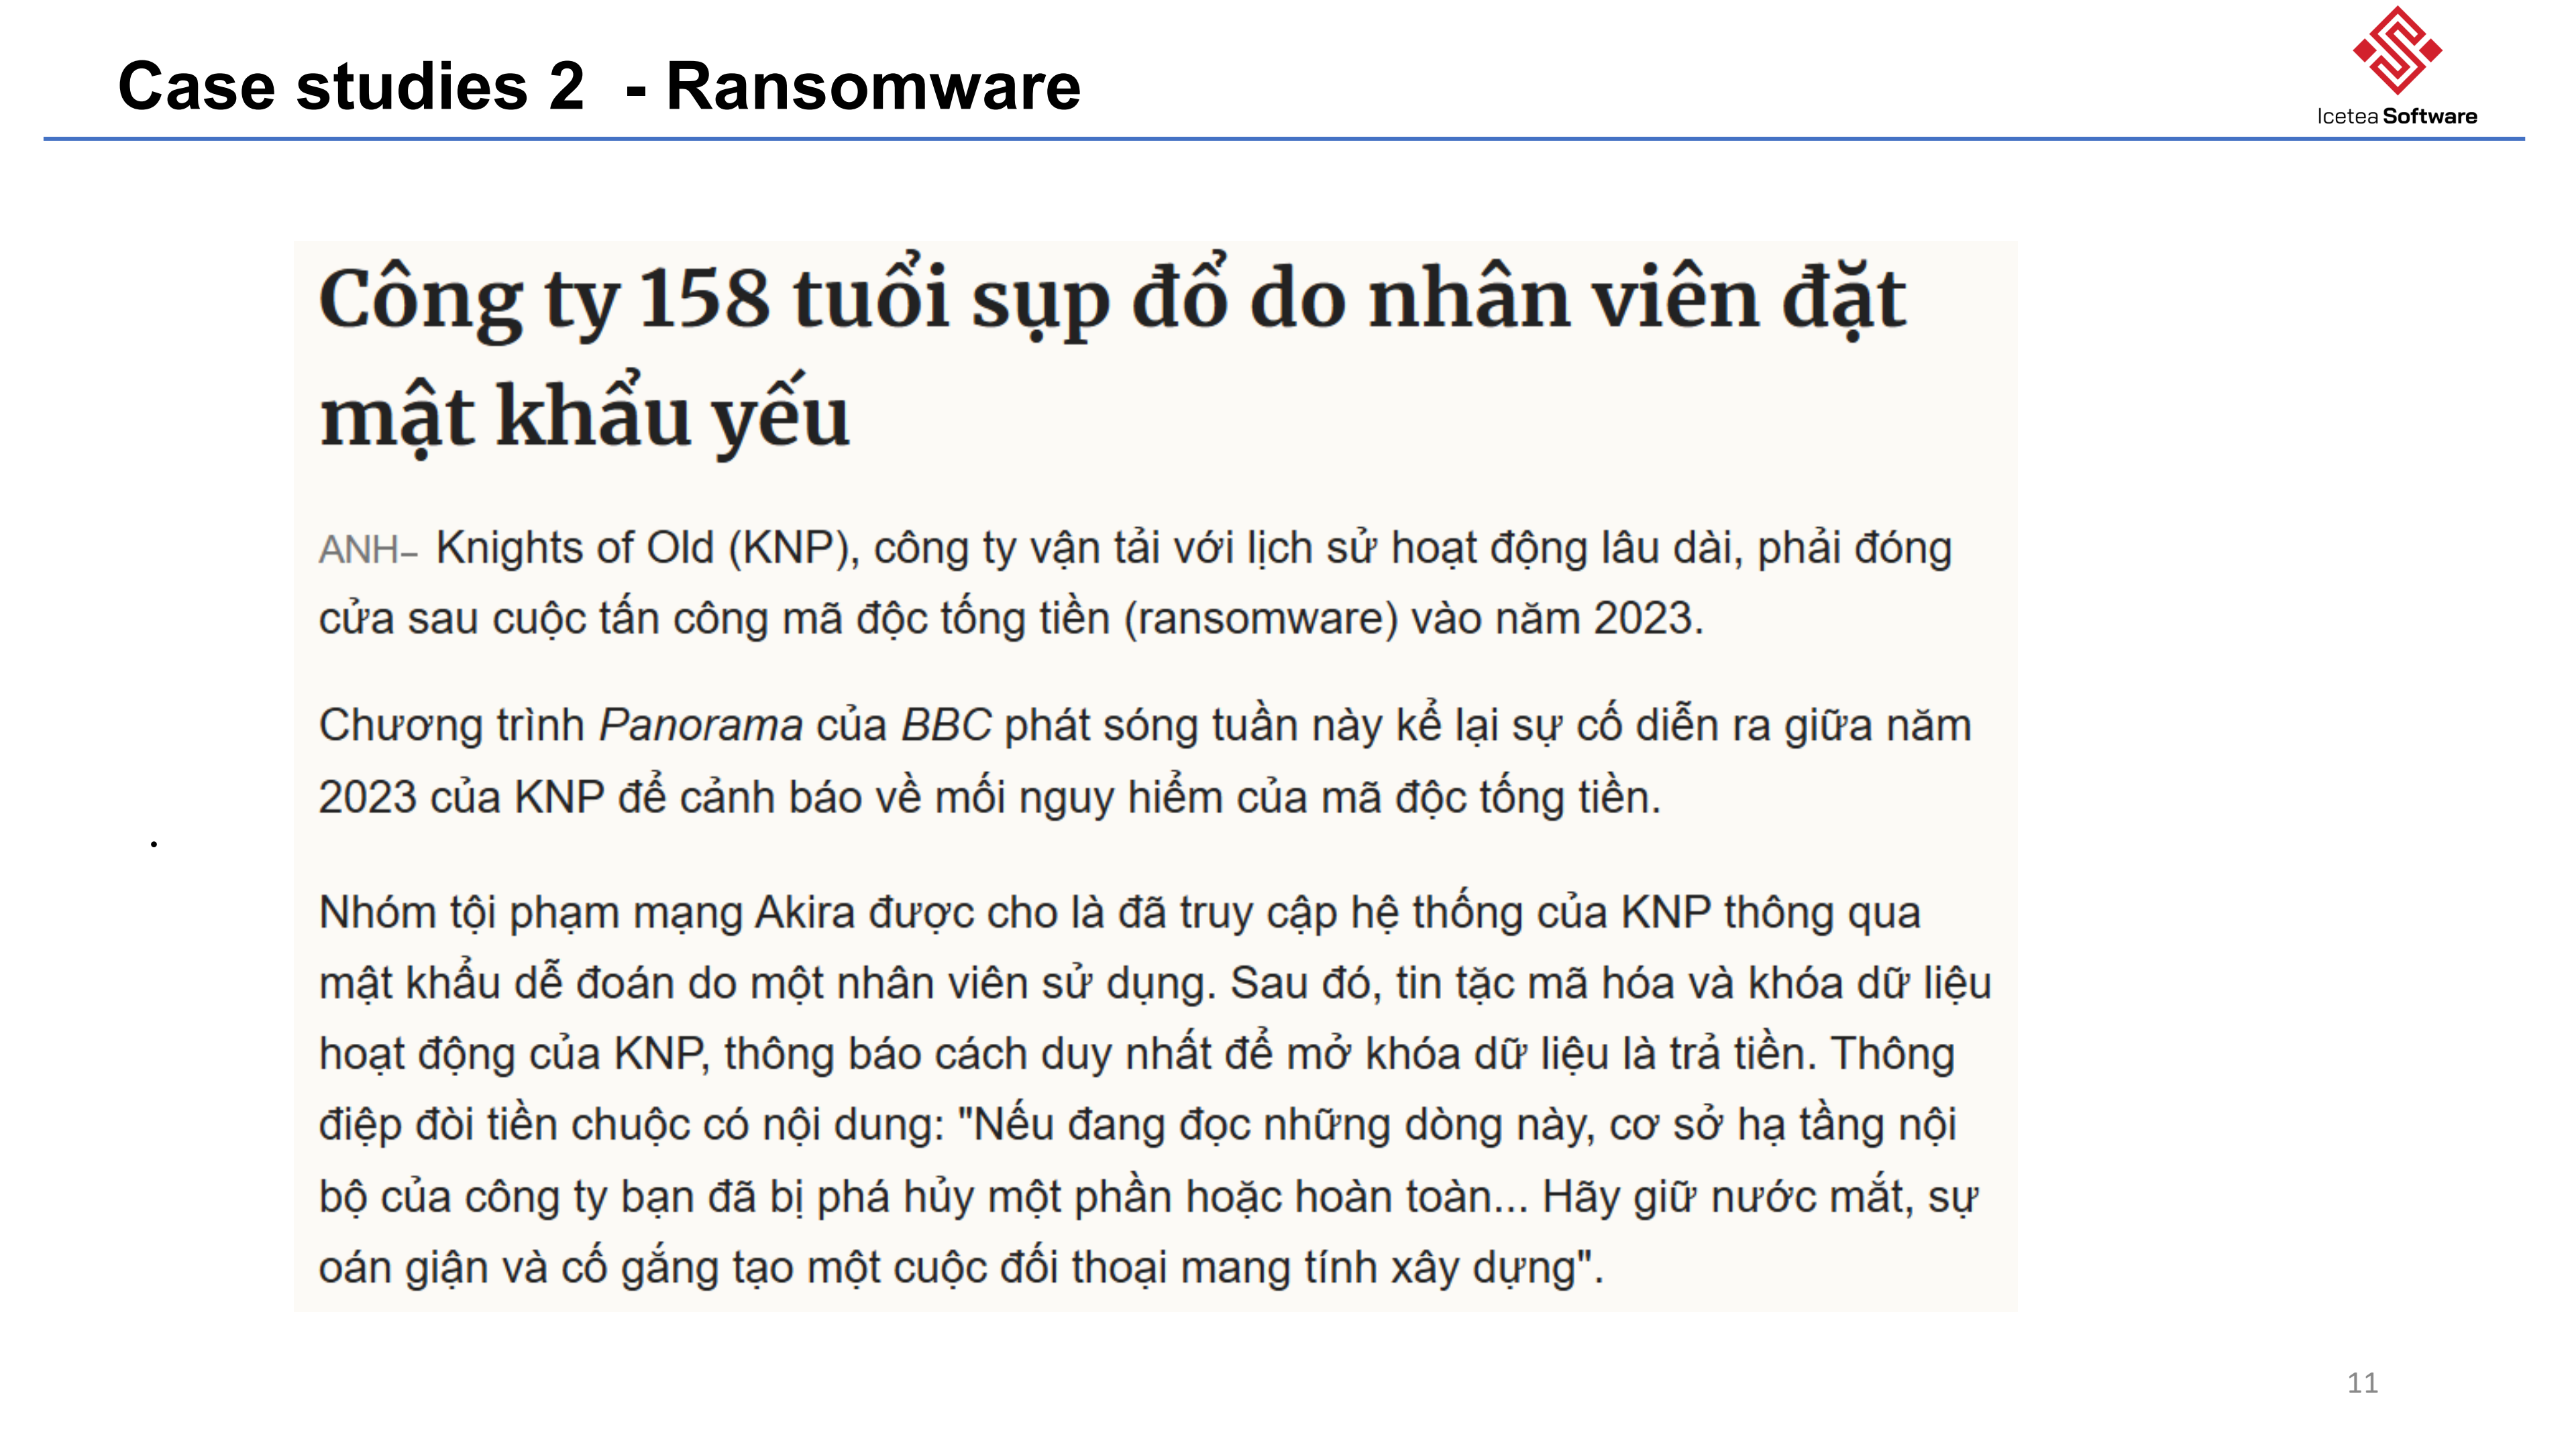 Case studies 2  - Ransomware
Icetea Software
Công ty 158 tuổi sụp đổ do nhân viên đặt
mật khẩu yếu
ANH– Knights of Old (KNP), công ty vận tải với lịch sử hoạt động lâu dài, phải đóng
cửa sau cuộc tấn công mã độc tống tiền (ransomware) vào năm 2023.
Chương trình Panorama của BBC phát sóng tuần này kể lại sự cố diễn ra giữa năm
2023 của KNP để cảnh báo về mối nguy hiểm của mã độc tống tiền.
.
Nhóm tội phạm mạng Akira được cho là đã truy cập hệ thống của KNP thông qua
mật khẩu dễ đoán do một nhân viên sử dụng. Sau đó, tin tặc mã hóa và khóa dữ liệu
hoạt động của KNP, thông báo cách duy nhất để mở khóa dữ liệu là trả tiền. Thông
điệp đòi tiền chuộc có nội dung: "Nếu đang đọc những dòng này, cơ sở hạ tầng nội
bộ của công ty bạn đã bị phá hủy một phần hoặc hoàn toàn... Hãy giữ nước mắt, sự
oán giận và cố gắng tạo một cuộc đối thoại mang tính xây dựng".
11